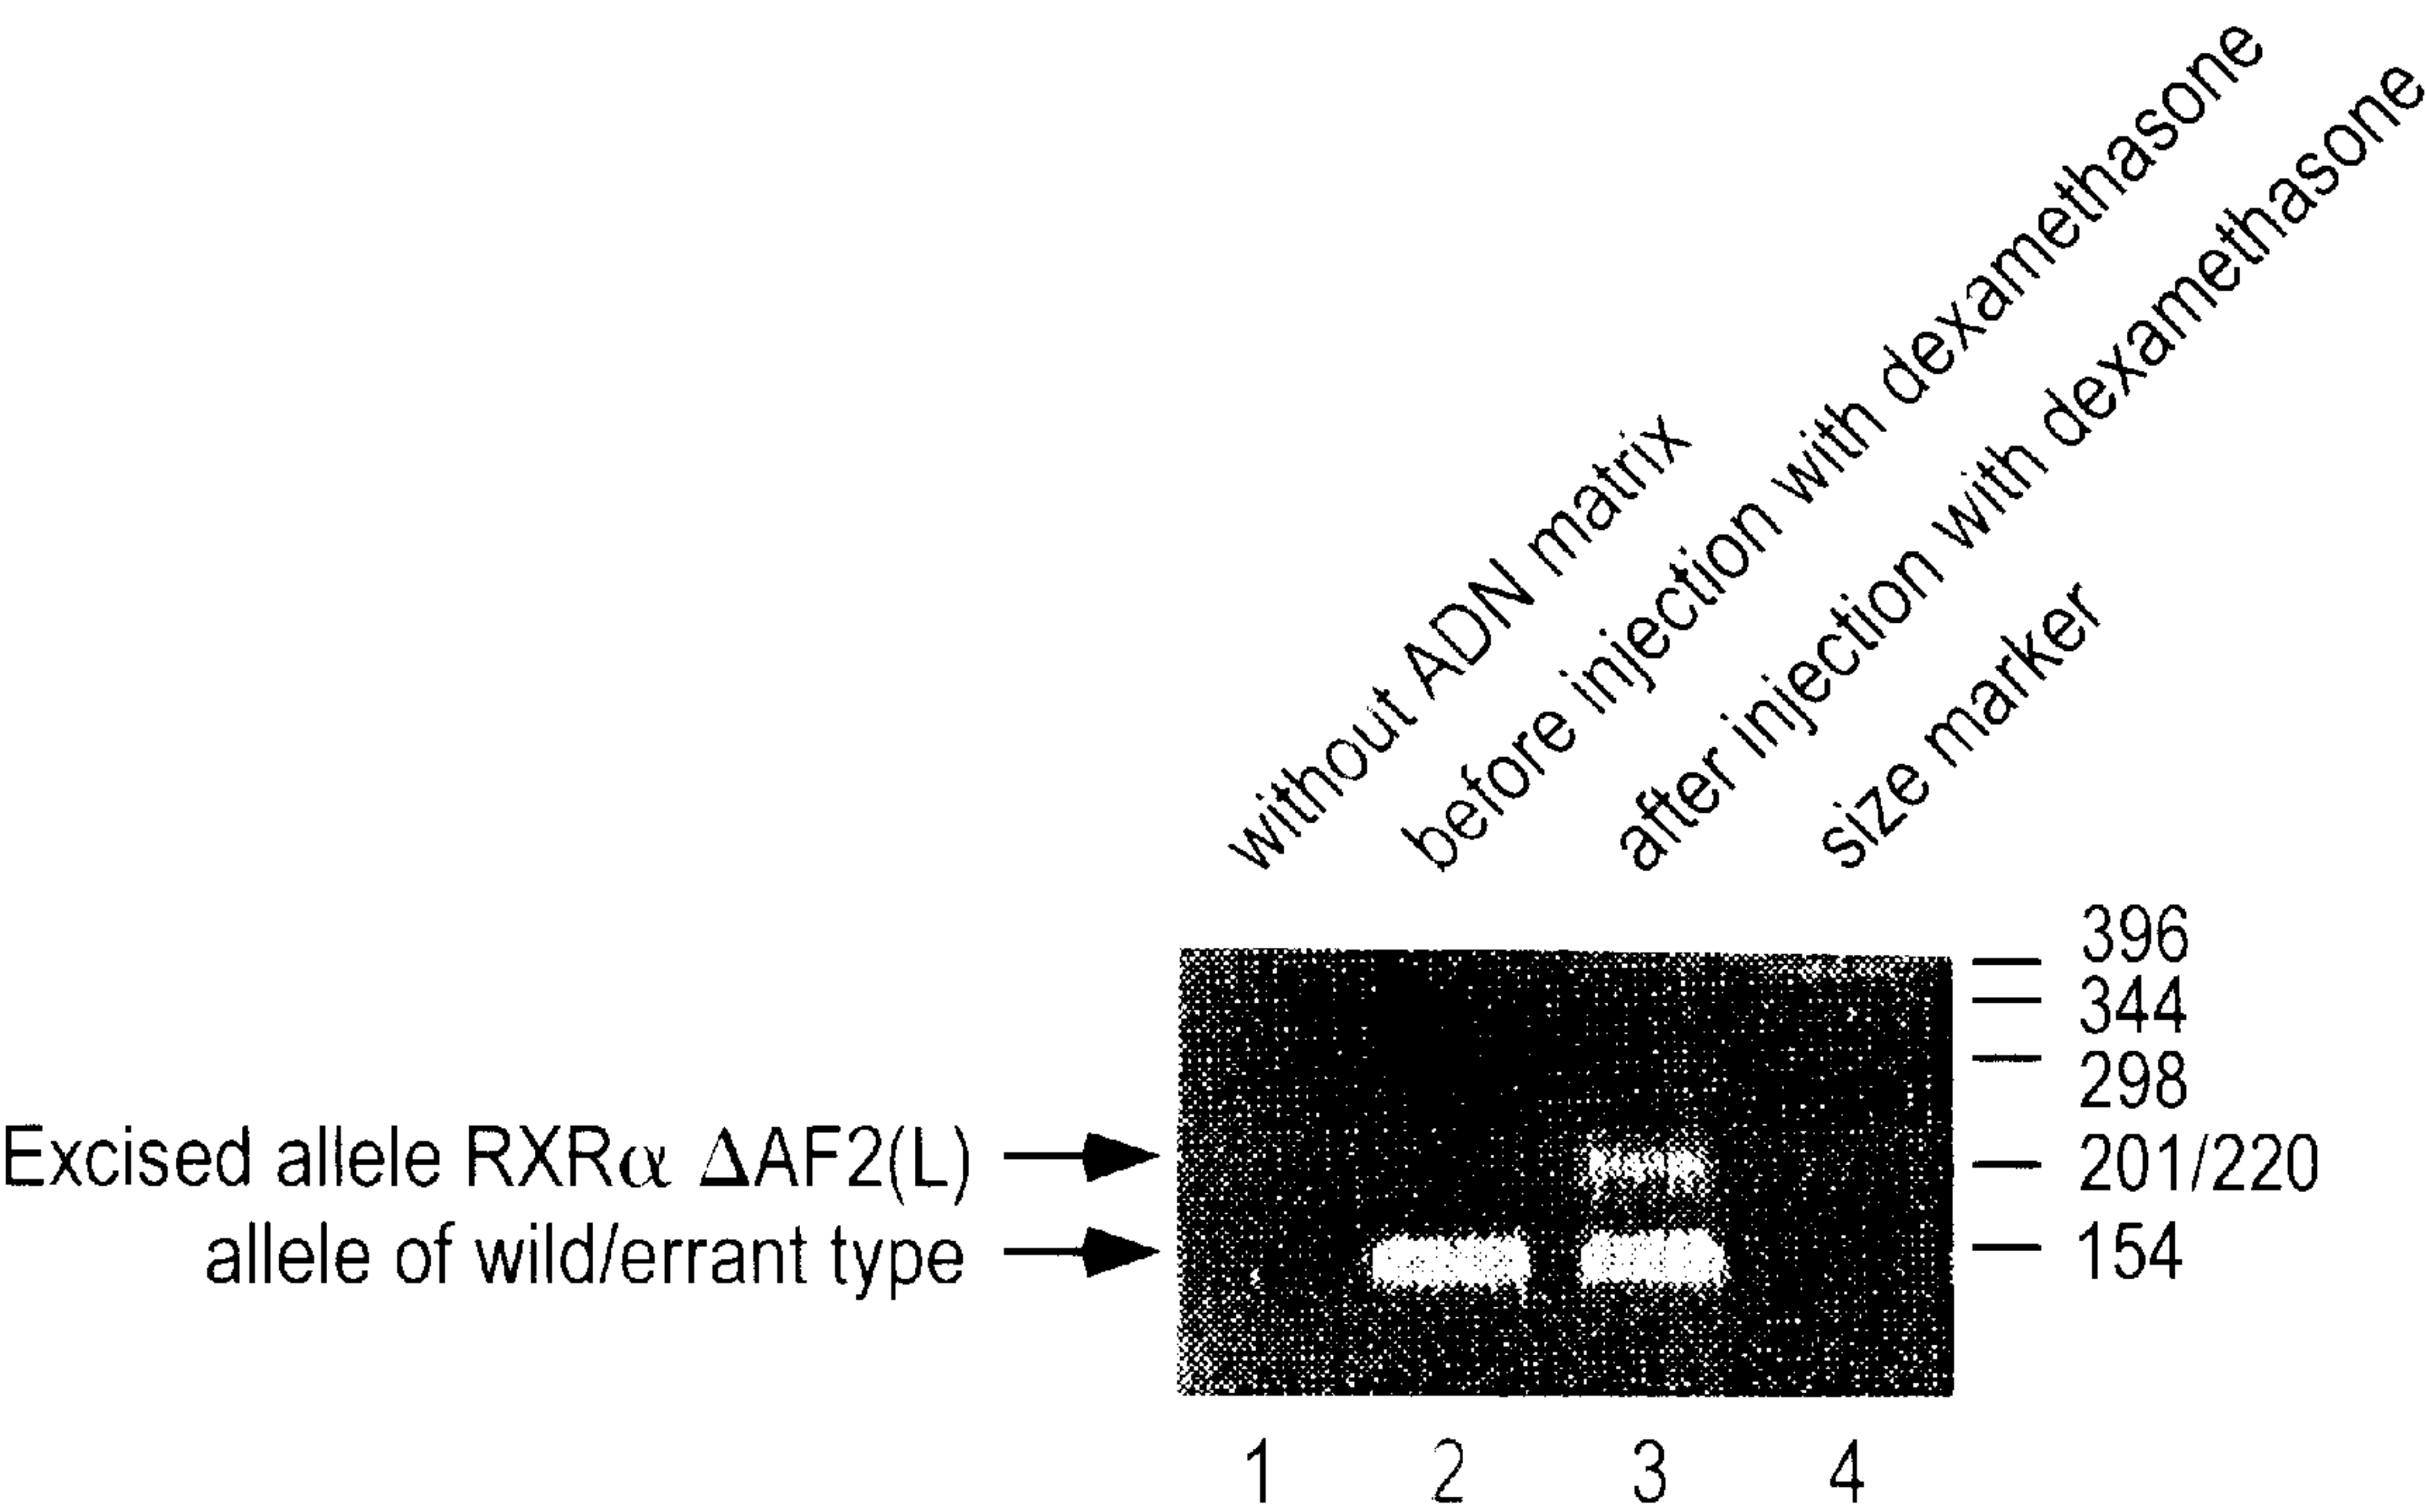 without ADN matrix
before injection with dexamethasone
after injection with dexamethasone
size marker
396
344
298
Excised allele RXRα ΔAF2(L)
201/220
allele of wild/errant type
154
1 2 3 4